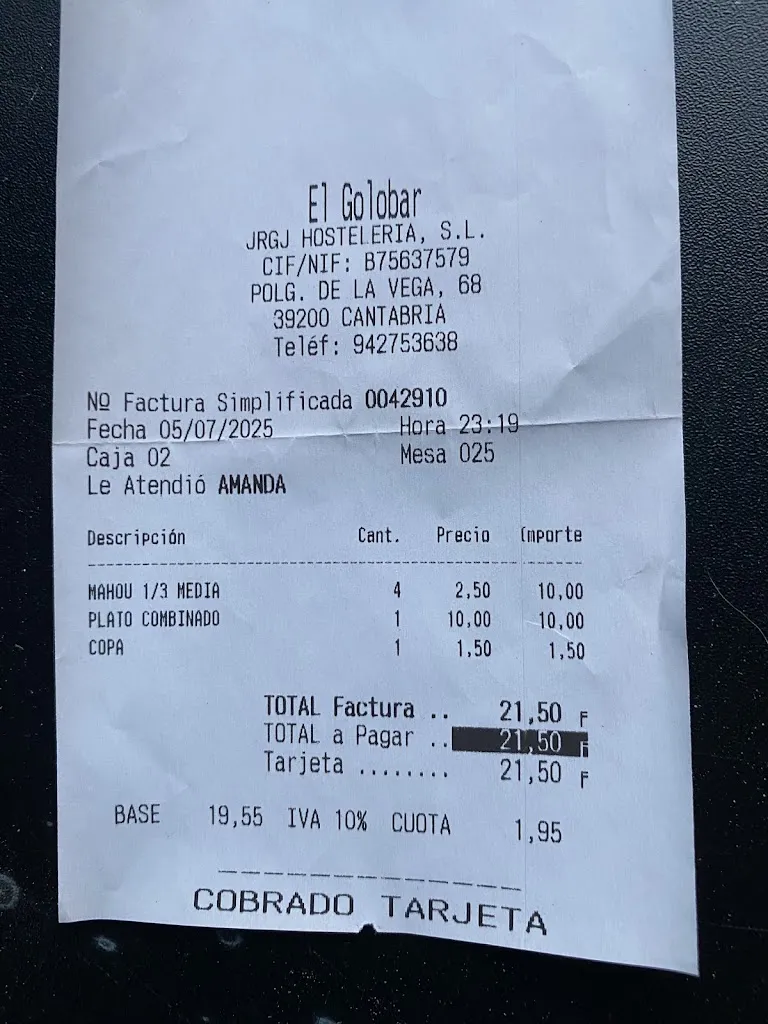 El Golobar
JRGJ HOSTELERIA, S.L.
CIF/NIF: B75637579
POLG. DE LA VEGA, 68
39200 CANTABRIA
Teléf: 942753638
Nº Factura Simplificada 0042910
Fecha 05/07/2025 Hora 23:19
Caja 02 Mesa 025
Le Atendió AMANDA
Descripción Cant. Precio Importe
MAHOU 1/3 MEDIA 4 2,50 10,00
PLATO COMBINADO 1 10,00 10,00
COPA 1 1,50 1,50
TOTAL Factura .. 21,50 F
TOTAL a Pagar .. 21,50 F
Tarjeta ........ 21,50 F
BASE 19,55 IVA 10% CUOTA 1,95
COBRADO TARJETA